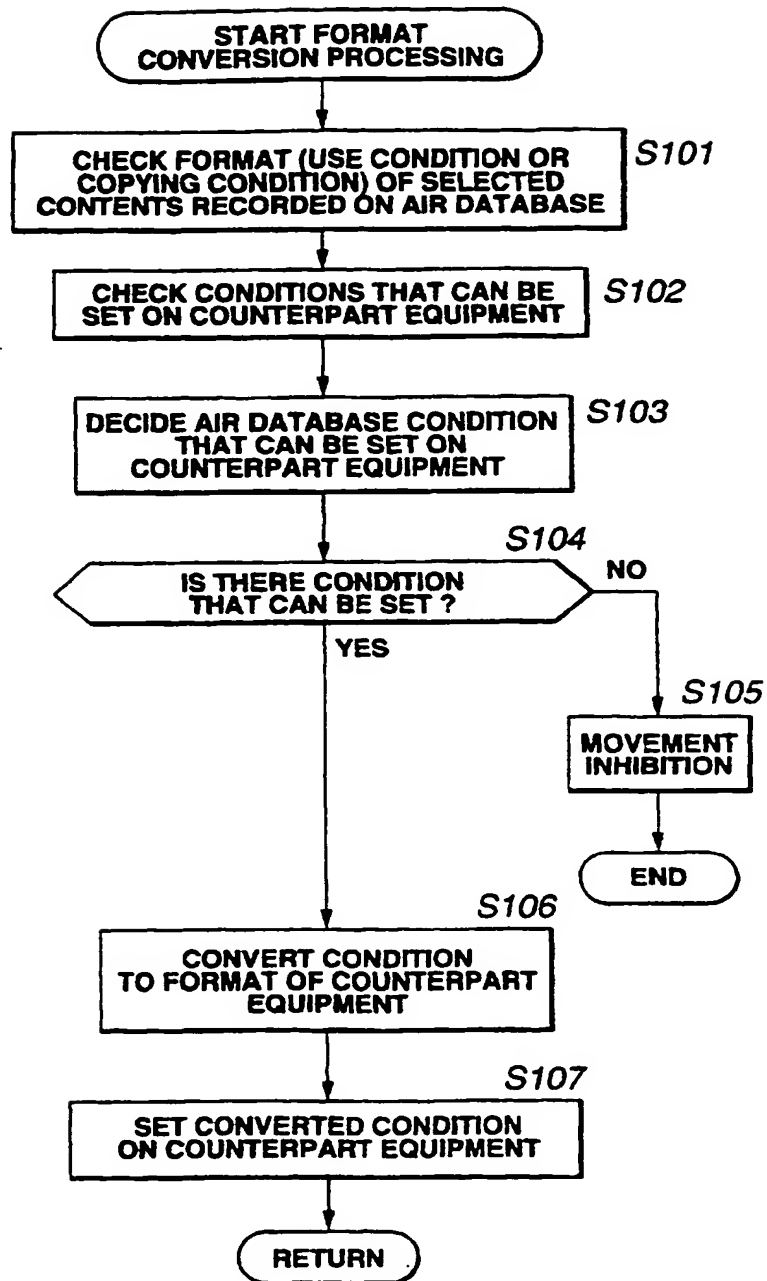 START FORMAT
CONVERSION PROCESSING
S101
CHECK FORMAT (USE CONDITION OR
COPYING CONDITION) OF SELECTED
CONTENTS RECORDED ON AIR DATABASE
S102
CHECK CONDITIONS THAT CAN BE
SET ON COUNTERPART EQUIPMENT
S103
DECIDE AIR DATABASE CONDITION
THAT CAN BE SET ON
COUNTERPART EQUIPMENT
S104
IS THERE CONDITION
THAT CAN BE SET ?
NO
YES
S105
MOVEMENT
INHIBITION
END
S106
CONVERT CONDITION
TO FORMAT OF COUNTERPART
EQUIPMENT
S107
SET CONVERTED CONDITION
ON COUNTERPART EQUIPMENT
RETURN